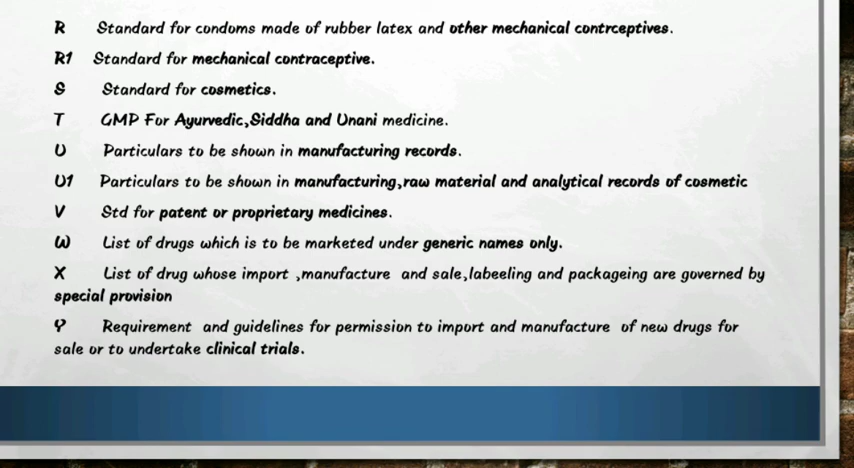 R Standard for condoms made of rubber latex and other mechanical contrceptives.
R1 Standard for mechanical contraceptive.
S Standard for cosmetics.
T GMP For Ayurvedic,Siddha and Unani medicine.
U Particulars to be shown in manufacturing records.
U1 Particulars to be shown in manufacturing,raw material and analytical records of cosmetic
V Std for patent or proprietary medicines.
W List of drugs which is to be marketed under generic names only.
X List of drug whose import ,manufacture and sale,labeeling and packageing are governed by
special provision
Y Requirement and guidelines for permission to import and manufacture of new drugs for
sale or to undertake clinical trials.